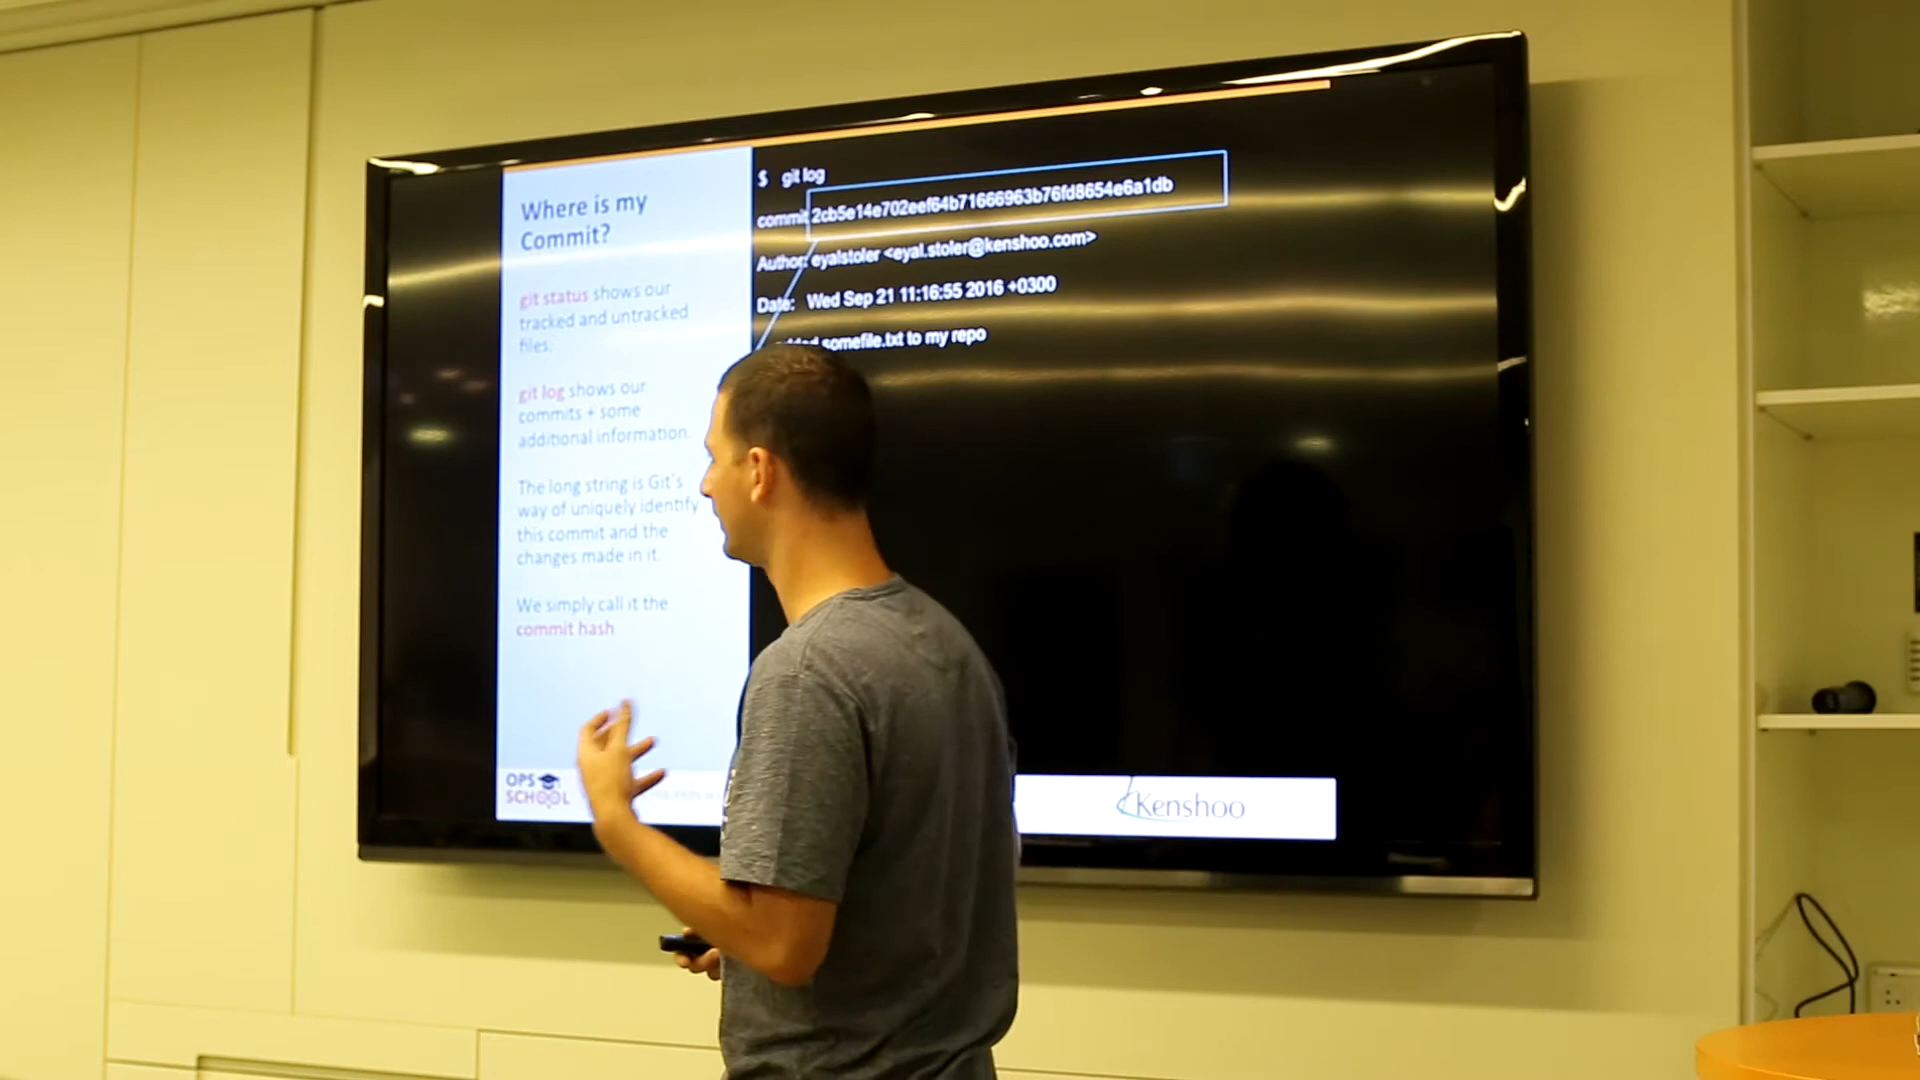 Where is my
Commit?
git status shows our
tracked and untracked
files.
git log shows our
commits + some
additional information.
The long string is Git's
way of uniquely identify
this commit and the
changes made in it.
We simply call it the
commit hash
$ git log
commit 2cb5e14e702eef64b71666963b76fd8654e6a1db
Author: eyalstoler <eyal.stoler@kenshoo.com>
Date: Wed Sep 21 11:16:55 2016 +0300
somefile.txt to my repo
OPS
SCHOOL
Kenshoo